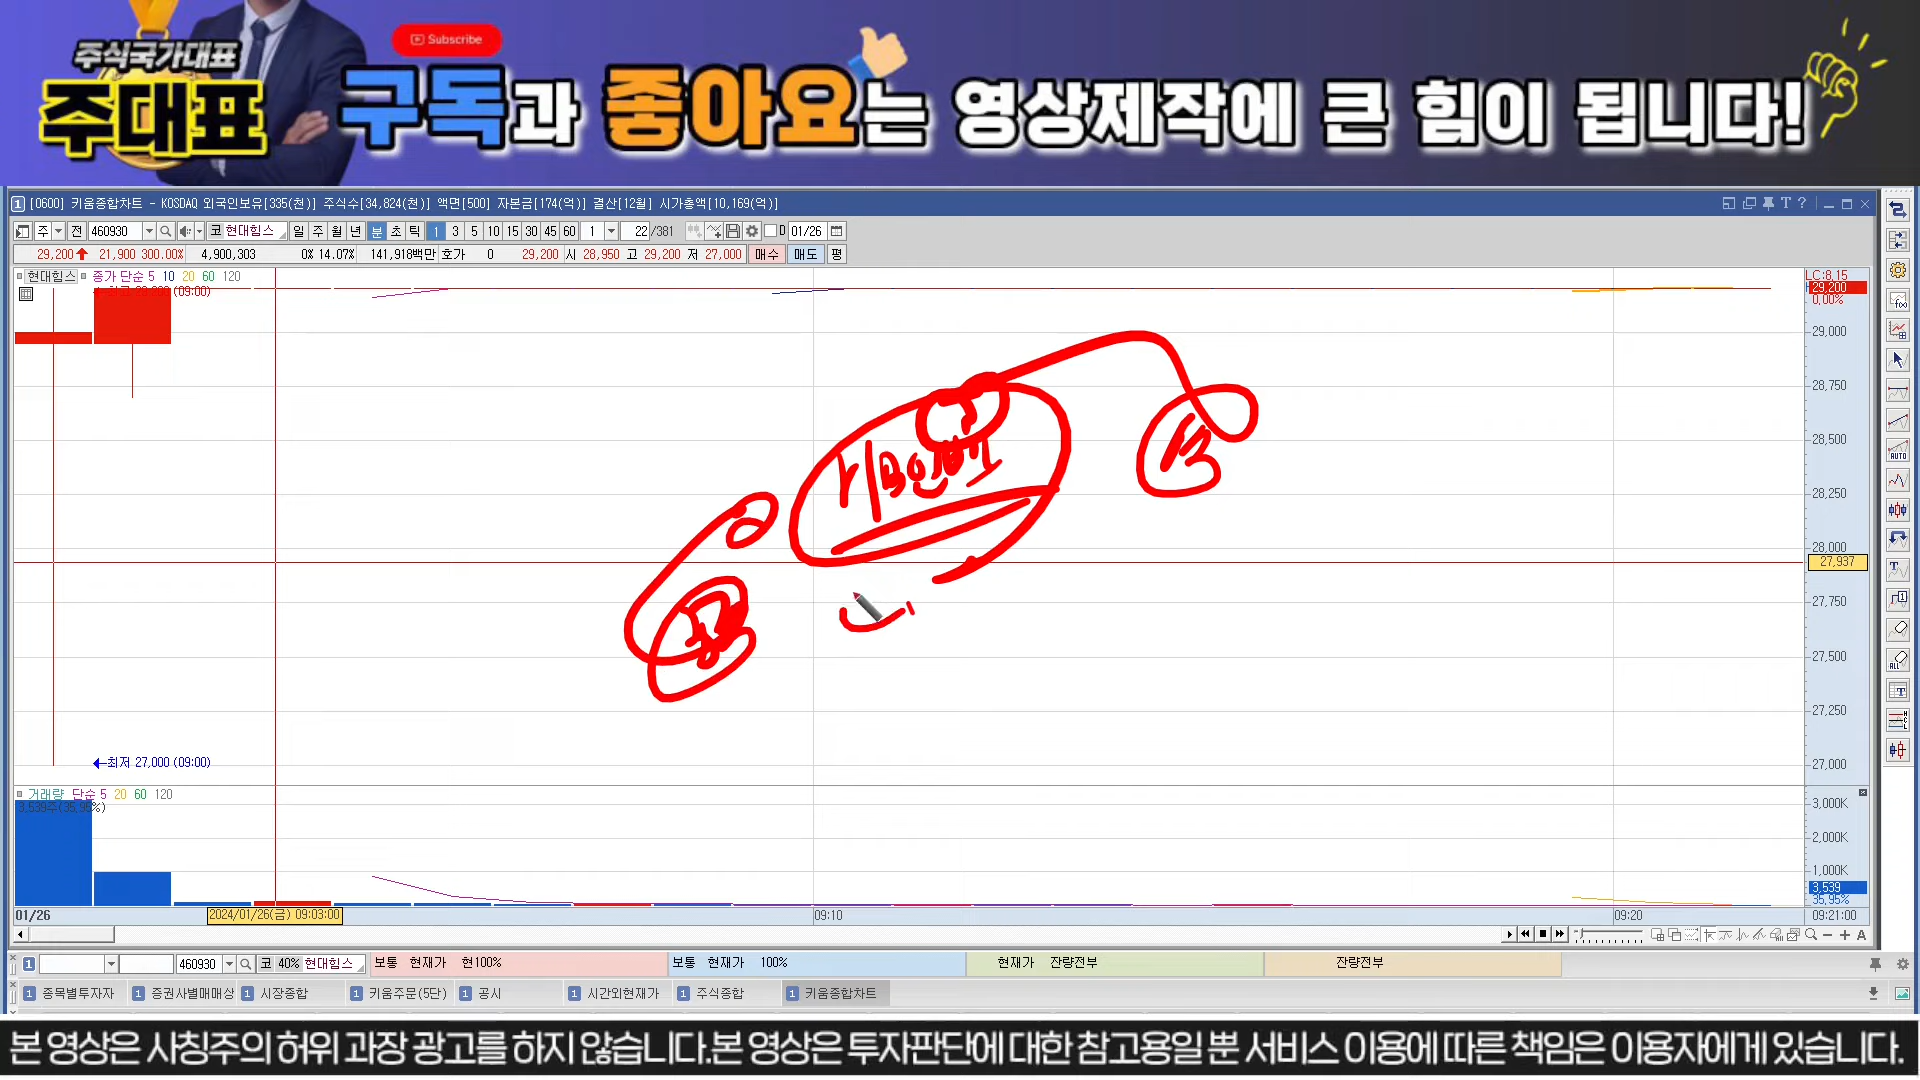 주식국가대표
주대표
Subscribe
구독과 좋아요는 영상제작에 큰 힘이 됩니다!
1 [0600] 키움종합차트 - KOSDAQ 외국인보유[335(천)] 주식수[34,824(천)] 액면[500] 자본금[174(억)] 결산[12월] 시가총액[10,169(억)]
주 전 460930 코 현대힘스 일 주 월 년 분 초 틱 1 3 5 10 15 30 45 60 1 22 /381 D 01/26
29,200 21,900 300.00% 4,900,303 0% 14.07% 141,918백만 호가 0 29,200 시 28,950 고 29,200 저 27,000 매수 매도 평
현대힘스 종가 단순 5 10 20 60 120
LC:8.15
29,200
0.00%
29,000
28,750
28,500
28,250
28,000
27,937
27,750
27,500
27,250
최저 27,000 (09:00)
27,000
거래량 단순 5 20 60 120
3,539주(35.95%)
3,000K
2,000K
1,000K
3,539
35.95%
01/26 2024/01/26(금) 09:03:00 09:10 09:20 09:21:00
1 460930 코 40% 현대힘스 보통 현재가 현100% 보통 현재가 100% 현재가 잔량전부 잔량전부
1 종목별투자자 1 증권사별매매상 1 시장종합 1 키움주문(5단) 1 공시 1 시간외현재가 1 주식종합 1 키움종합차트
본 영상은 사칭주의 허위 과장 광고를 하지 않습니다.본 영상은 투자판단에 대한 참고용일 뿐 서비스 이용에 따른 책임은 이용자에게 있습니다.